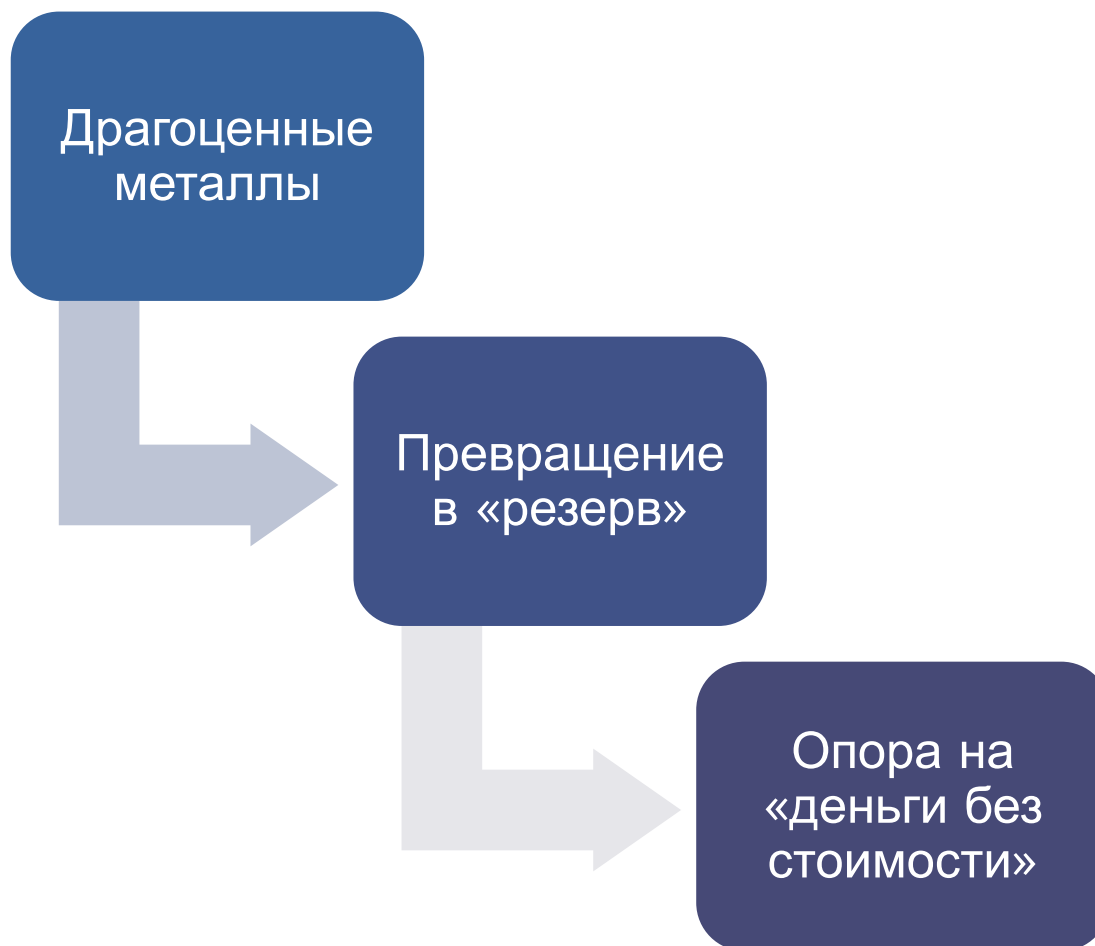 Драгоценные
металлы
Превращение
в «резерв»
Опора на
«деньги без
стоимости»